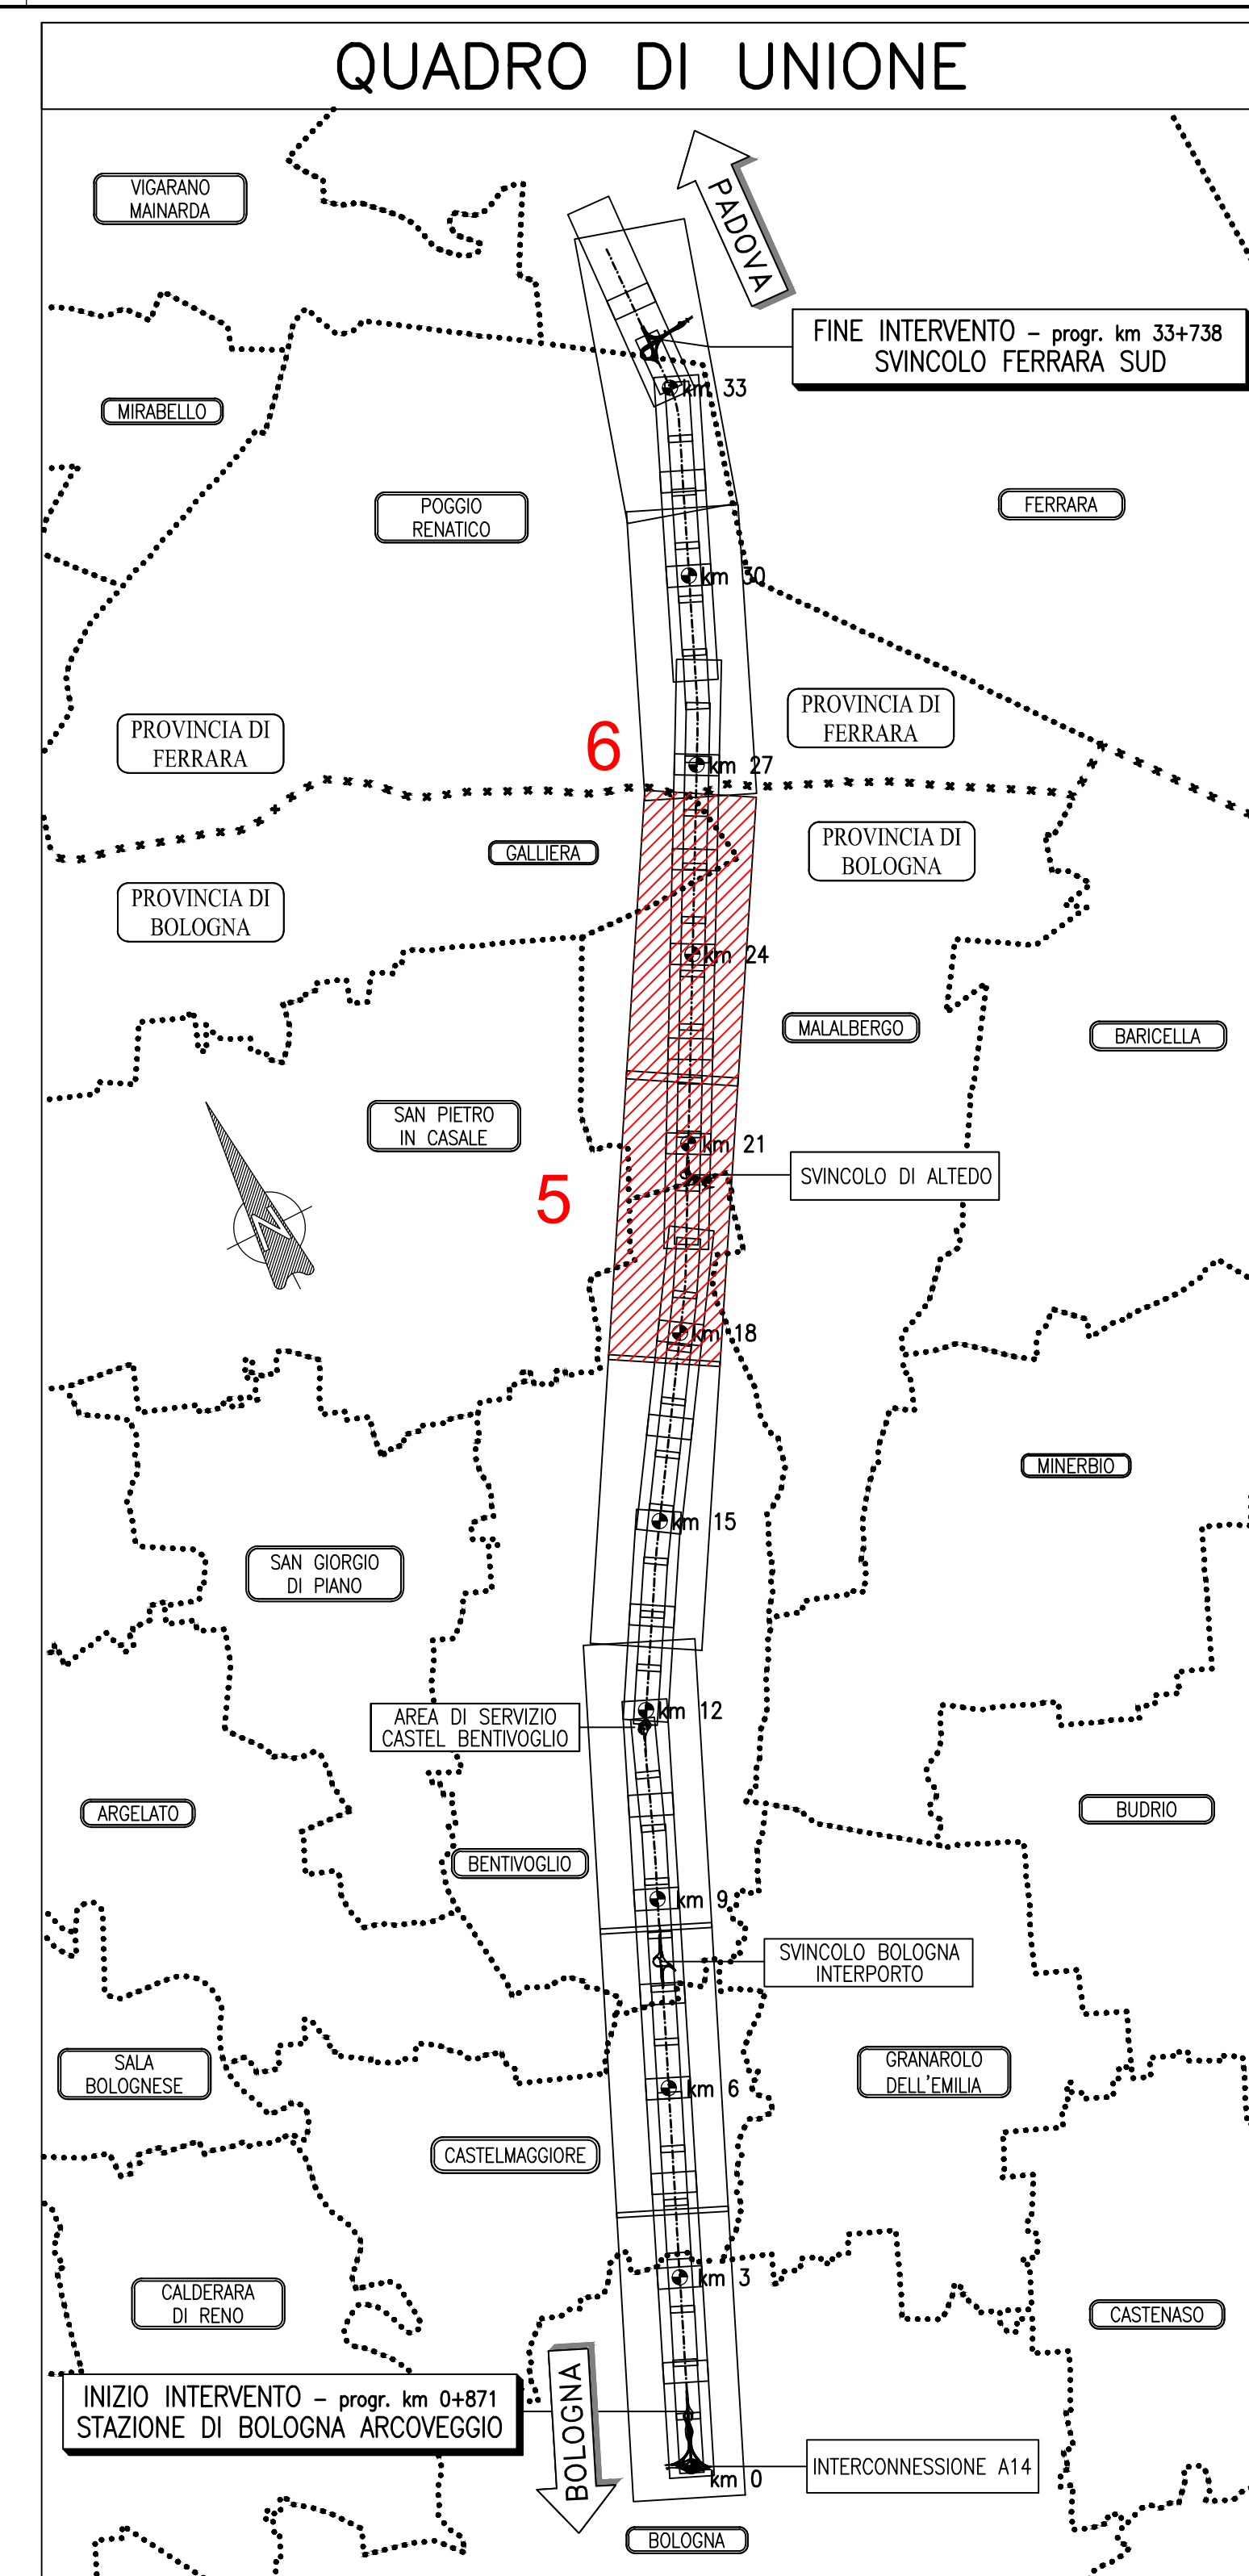 QUADRO DI UNIONE
VIGARANO
MAINARDA
PADOVA
FINE INTERVENTO – progr. km 33+738
SVINCOLO FERRARA SUD
km 33
MIRABELLO
POGGIO
RENATICO
FERRARA
km 30
PROVINCIA DI
FERRARA
PROVINCIA DI
FERRARA
6
km 27
GALLIERA
PROVINCIA DI
BOLOGNA
PROVINCIA DI
BOLOGNA
km 24
MALALBERGO
BARICELLA
SAN PIETRO
IN CASALE
km 21
SVINCOLO DI ALTEDO
5
N
km 18
MINERBIO
km 15
SAN GIORGIO
DI PIANO
km 12
AREA DI SERVIZIO
CASTEL BENTIVOGLIO
ARGELATO
BUDRIO
BENTIVOGLIO
km 9
SVINCOLO BOLOGNA
INTERPORTO
SALA
BOLOGNESE
GRANAROLO
DELL'EMILIA
km 6
CASTELMAGGIORE
km 3
CALDERARA
DI RENO
CASTENASO
INIZIO INTERVENTO – progr. km 0+871
STAZIONE DI BOLOGNA ARCOVEGGIO
BOLOGNA
INTERCONNESSIONE A14
km 0
BOLOGNA